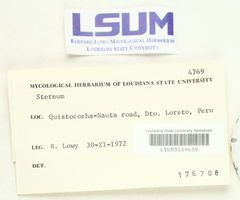 LSUM
BERNARD LOWY MYCOLOGICAL HERBARIUM
LOUISIANA STATE UNIVERSITY
4769
MYCOLOGICAL HERBARIUM OF LOUISIANA STATE UNIVERSITY
Stereum
LOC. Quistococha-Nauta road, Dto. Loreto, Peru
Louisiana State University Herbarium
LEG. B. Lowy 30-XI-1972
DET.
176708